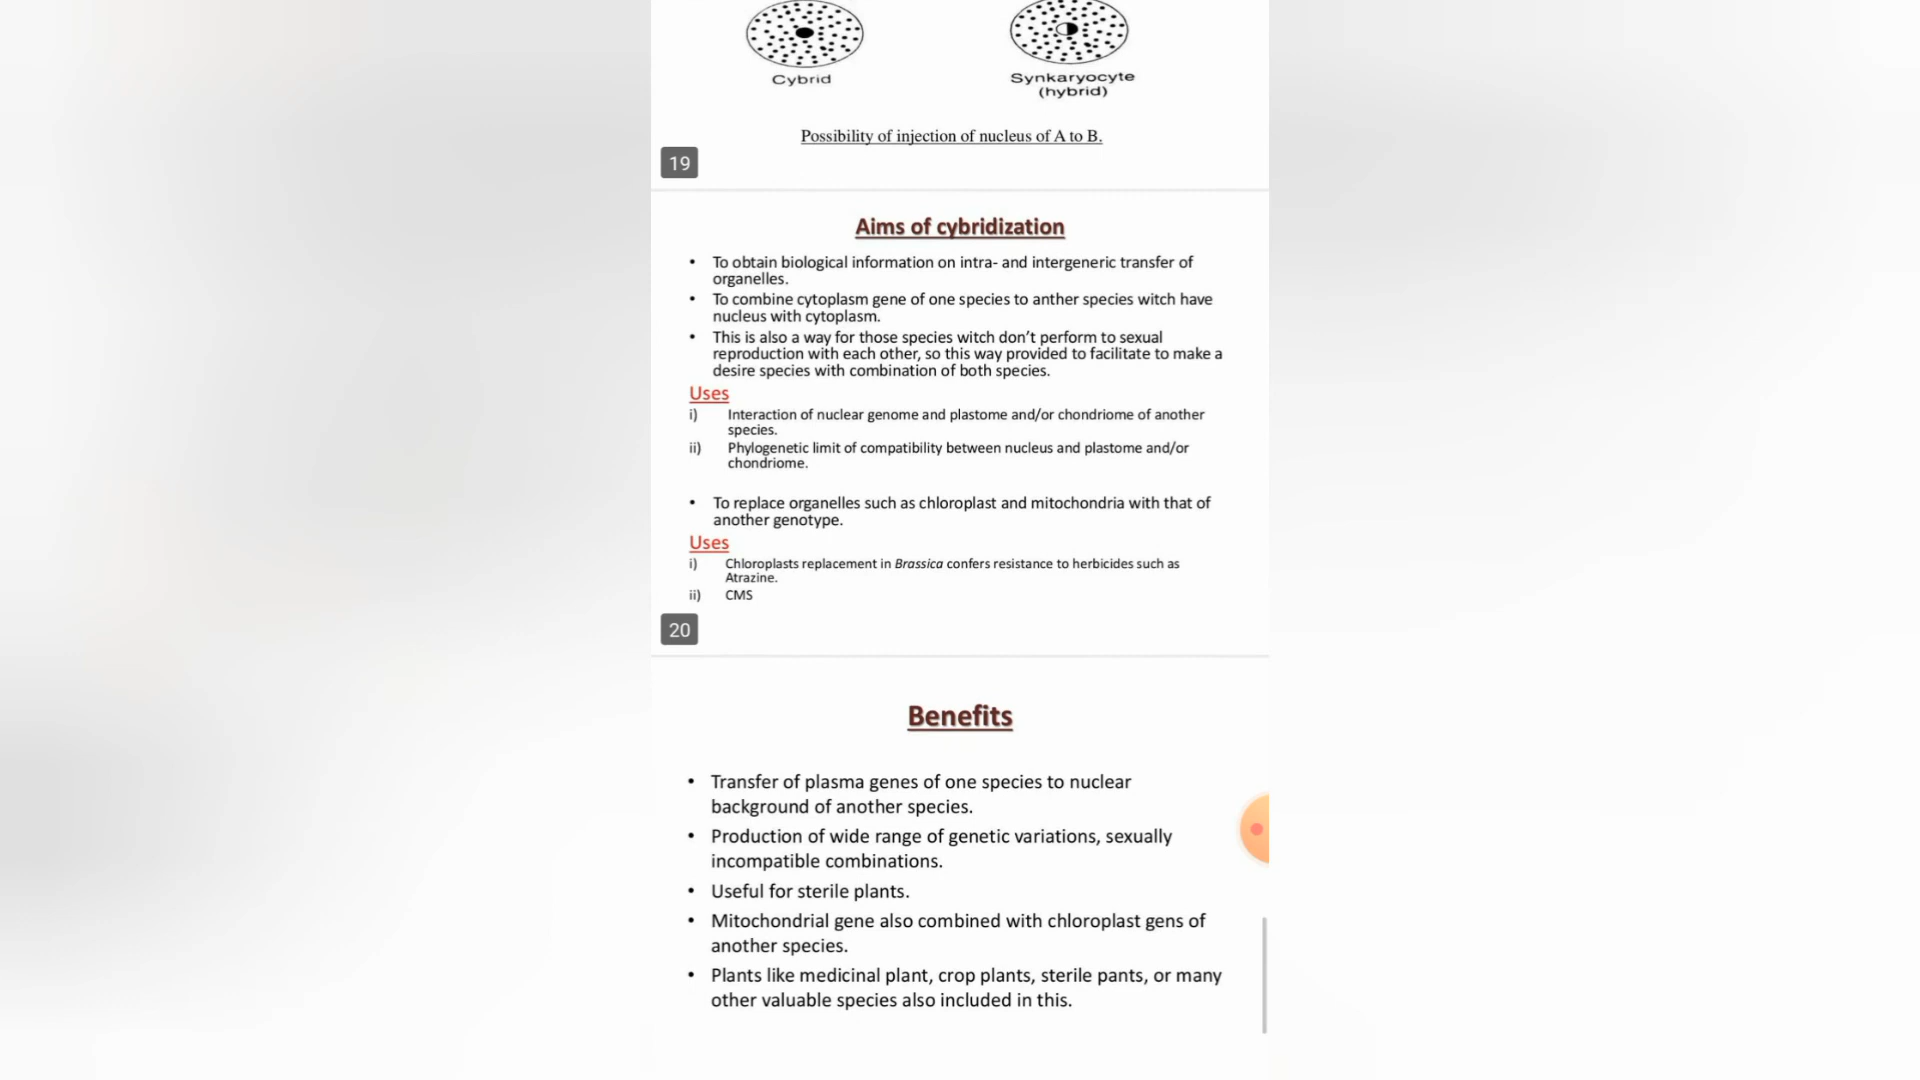 Cybrid
Synkaryocyte
(hybrid)
Possibility of injection of nucleus of A to B.
19
Aims of cybridization
• To obtain biological information on intra- and intergeneric transfer of
organelles.
• To combine cytoplasm gene of one species to anther species witch have
nucleus with cytoplasm.
• This is also a way for those species witch don't perform to sexual
reproduction with each other, so this way provided to facilitate to make a
desire species with combination of both species.
Uses
i) Interaction of nuclear genome and plastome and/or chondriome of another
species.
ii) Phylogenetic limit of compatibility between nucleus and plastome and/or
chondriome.
• To replace organelles such as chloroplast and mitochondria with that of
another genotype.
Uses
i) Chloroplasts replacement in Brassica confers resistance to herbicides such as
Atrazine.
ii) CMS
20
Benefits
• Transfer of plasma genes of one species to nuclear
background of another species.
• Production of wide range of genetic variations, sexually
incompatible combinations.
• Useful for sterile plants.
• Mitochondrial gene also combined with chloroplast gens of
another species.
• Plants like medicinal plant, crop plants, sterile pants, or many
other valuable species also included in this.